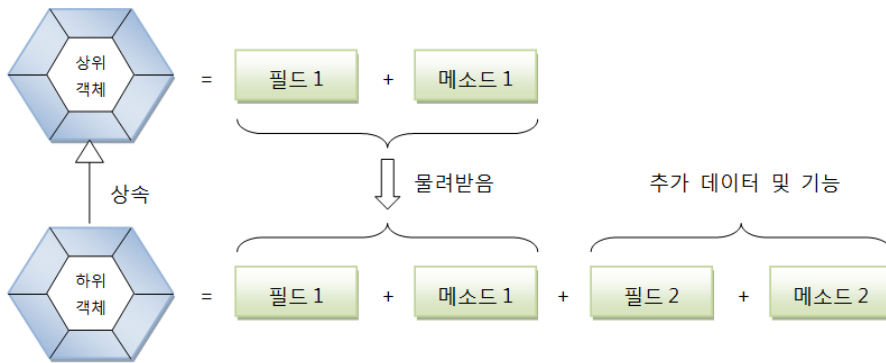 상위
객체
= 필드 1 + 메소드 1
상속
물려받음
추가 데이터 및 기능
하위
객체
= 필드 1 + 메소드 1 + 필드 2 + 메소드 2